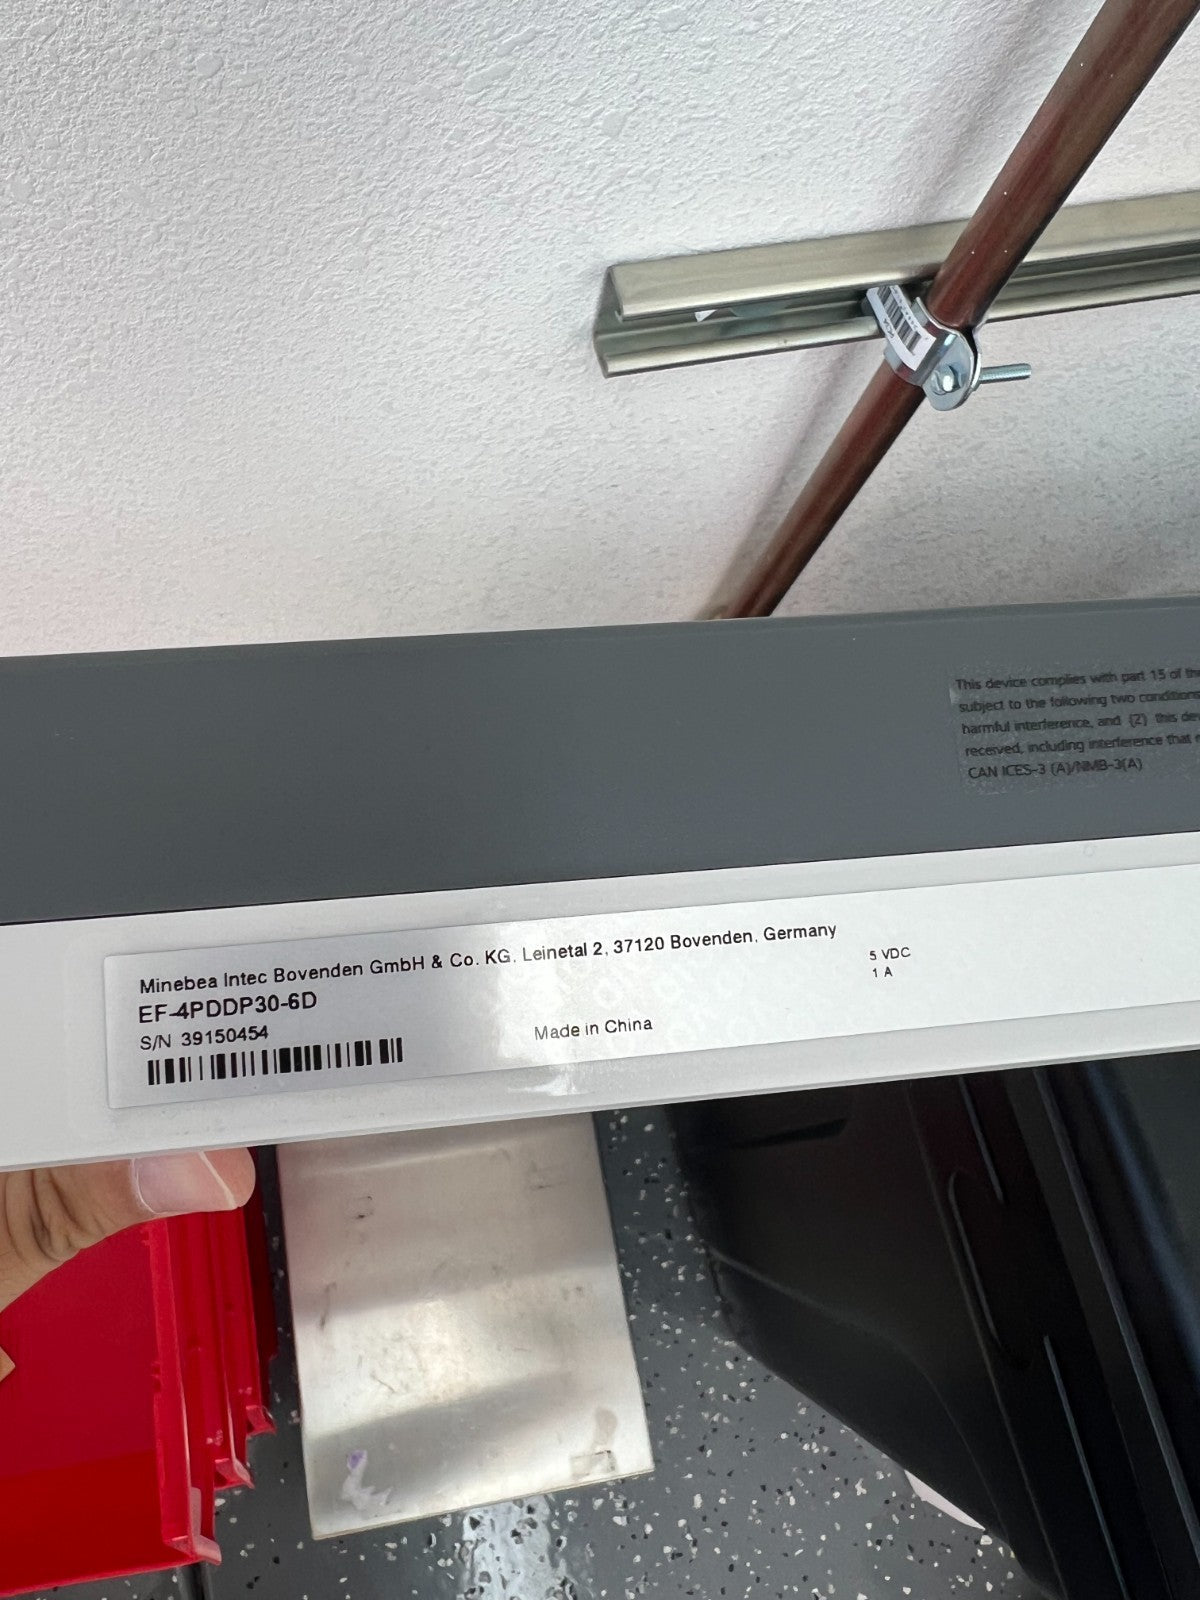 This device complies with part 15 of the
subject to the following two conditions
harmful interference, and (2) this dev
received, including interference that
CAN ICES-3 (A)/NMB-3(A)
Minebea Intec Bovenden GmbH & Co. KG. Leinetal 2, 37120 Bovenden, Germany
EF-4PDDP30-6D
5 VDC
1 A
S/N 39150454
Made in China